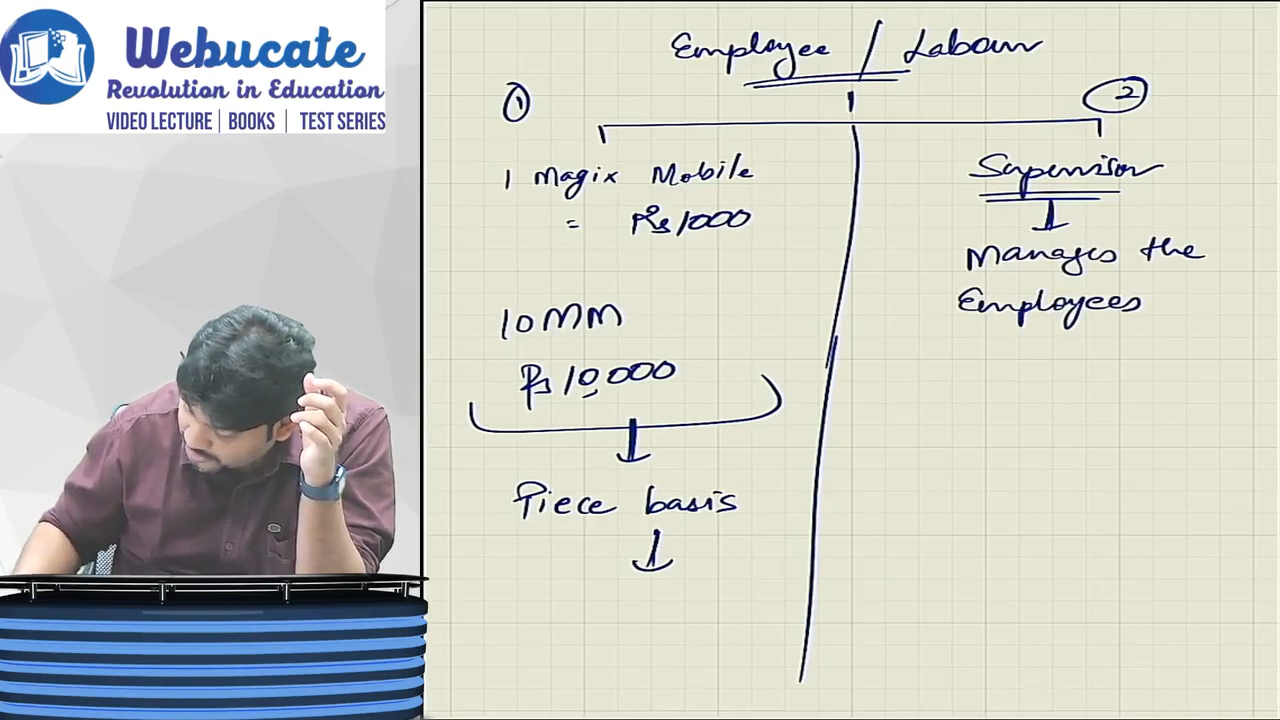 Webucate
Revolution in Education
VIDEO LECTURE | BOOKS | TEST SERIES
Employee / Labour
1
2
1 Magix Mobile
= Rs 1000
10 MM
Rs 10,000
Piece basis
Supervisor
Manages the
Employees